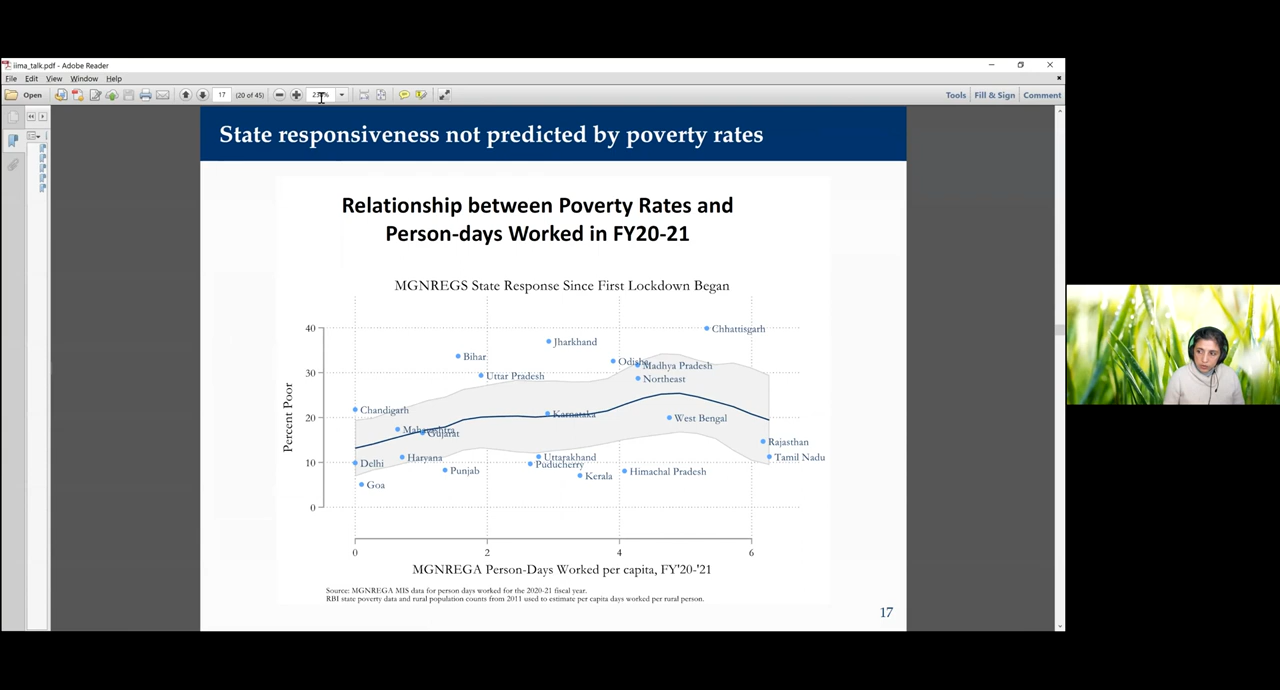 iima_talk.pdf - Adobe Reader
File Edit View Window Help
Open 17 (20 of 45) Tools Fill & Sign Comment
State responsiveness not predicted by poverty rates
Relationship between Poverty Rates and
Person-days Worked in FY20-21
MGNREGS State Response Since First Lockdown Began
Percent Poor
40
30
20
10
0
Chhattisgarh
Jharkhand
Bihar
Odisha
Madhya Pradesh
Uttar Pradesh
Northeast
Chandigarh
Karnataka
West Bengal
Maharashtra
Gujarat
Rajasthan
Haryana
Uttarakhand
Tamil Nadu
Delhi
Puducherry
Punjab
Himachal Pradesh
Kerala
Goa
0 2 4 6
MGNREGA Person-Days Worked per capita, FY'20-'21
Source: MGNREGA MIS data for person days worked for the 2020-21 fiscal year.
RBI state poverty data and rural population counts from 2011 used to estimate per capita days worked per rural person.
17